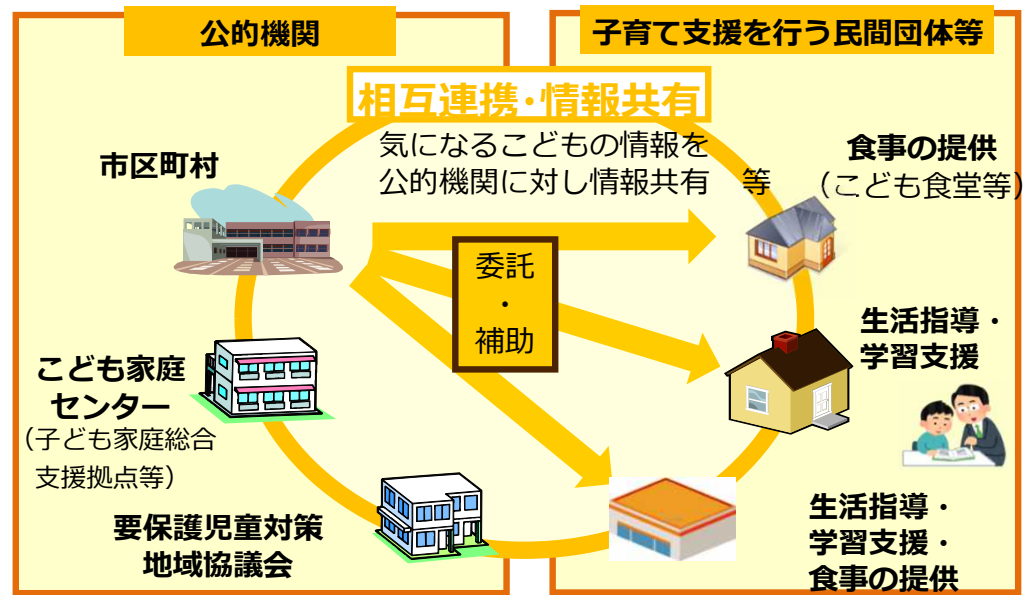 公的機関
子育て支援を行う民間団体等
相互連携・情報共有
気になるこどもの情報を
公的機関に対し情報共有　等
市区町村
食事の提供
（こども食堂等）
委託
・
補助
生活指導・
学習支援
こども家庭
センター
（子ども家庭総合
支援拠点等）
要保護児童対策
地域協議会
生活指導・
学習支援・
食事の提供